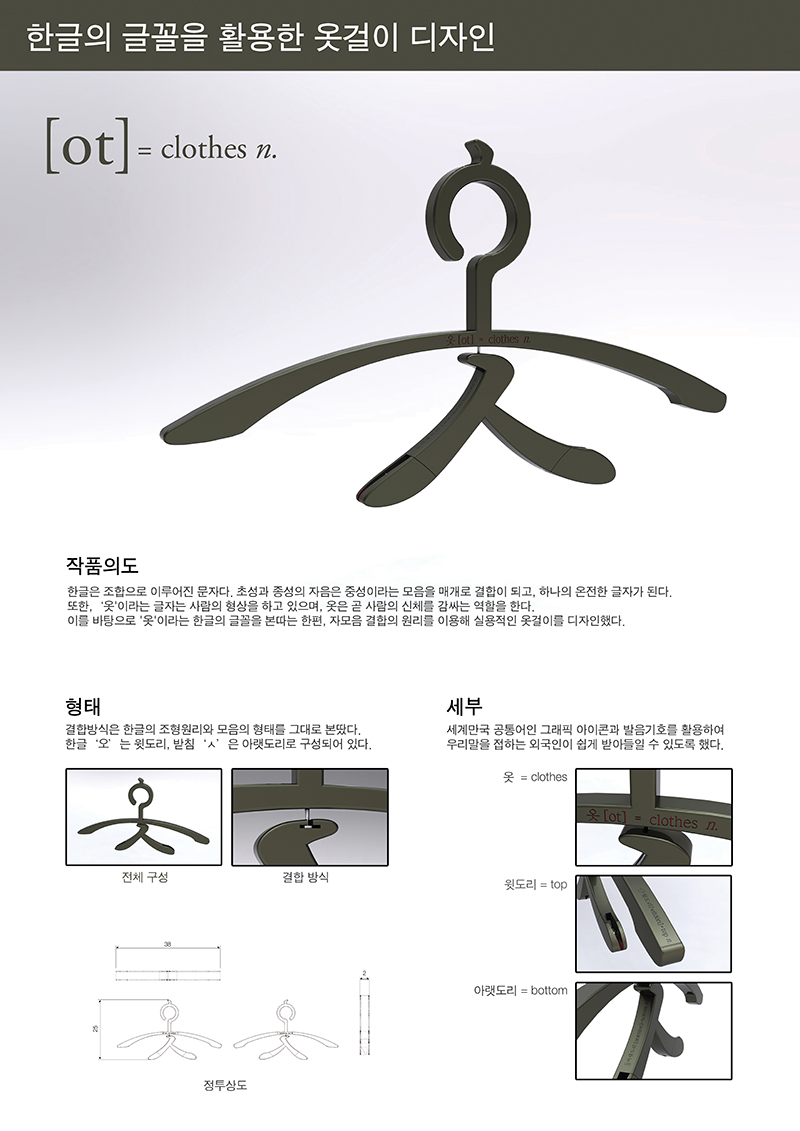 한글의 글꼴을 활용한 옷걸이 디자인
[ot] = clothes n.
옷[ot] = clothes n.
작품의도
한글은 조합으로 이루어진 문자다. 초성과 종성의 자음은 중성이라는 모음을 매개로 결합이 되고, 하나의 온전한 글자가 된다.
또한, '옷'이라는 글자는 사람의 형상을 하고 있으며, 옷은 곧 사람의 신체를 감싸는 역할을 한다.
이를 바탕으로 '옷'이라는 한글의 글꼴을 본따는 한편, 자모음 결합의 원리를 이용해 실용적인 옷걸이를 디자인했다.
형태
결합방식은 한글의 조형원리와 모음의 형태를 그대로 본땄다.
한글 '오' 는 윗도리, 받침 'ㅅ' 은 아랫도리로 구성되어 있다.
전체 구성
결합 방식
38
25
2
정투상도
세부
세계만국 공통어인 그래픽 아이콘과 발음기호를 활용하여
우리말을 접하는 외국인이 쉽게 받아들일 수 있도록 했다.
옷 = clothes
옷[ot] = clothes n.
윗도리 = top
아랫도리 = bottom